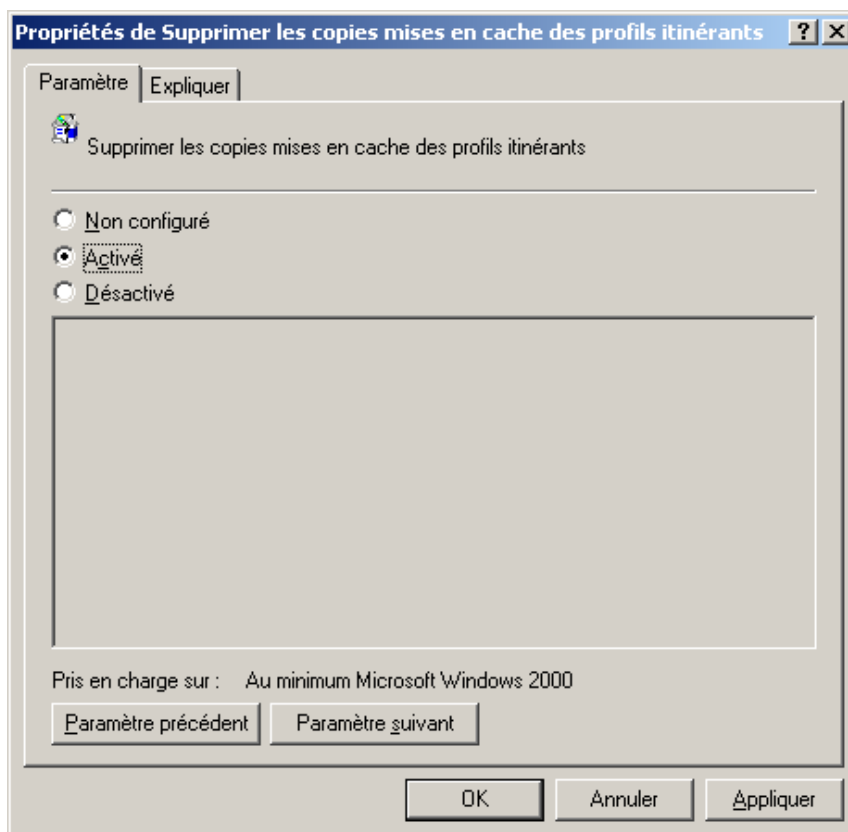 Propriétés de Supprimer les copies mises en cache des profils itinérants
Paramètre Expliquer
Supprimer les copies mises en cache des profils itinérants
Non configuré
Activé
Désactivé
Pris en charge sur : Au minimum Microsoft Windows 2000
Paramètre précédent Paramètre suivant
OK Annuler Appliquer